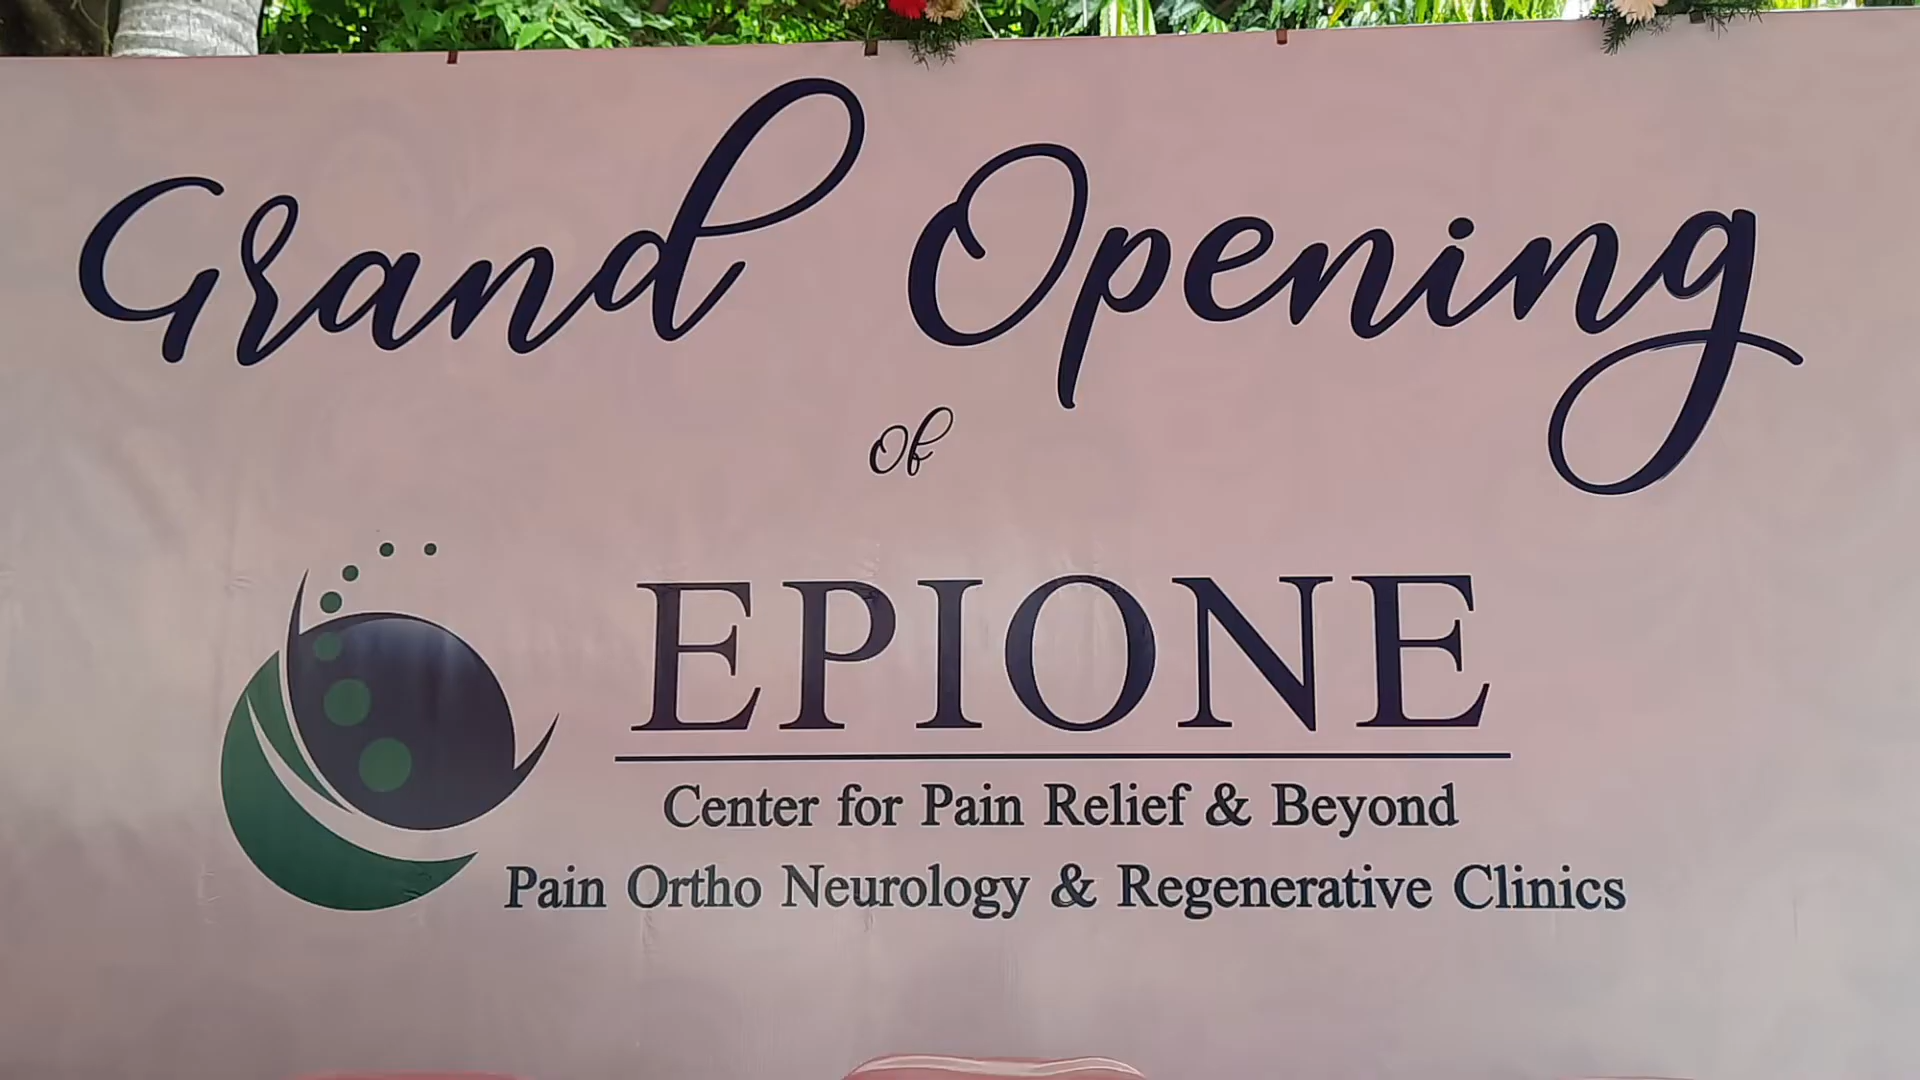 Grand Opening
of
EPIONE
Center for Pain Relief & Beyond
Pain Ortho Neurology & Regenerative Clinics